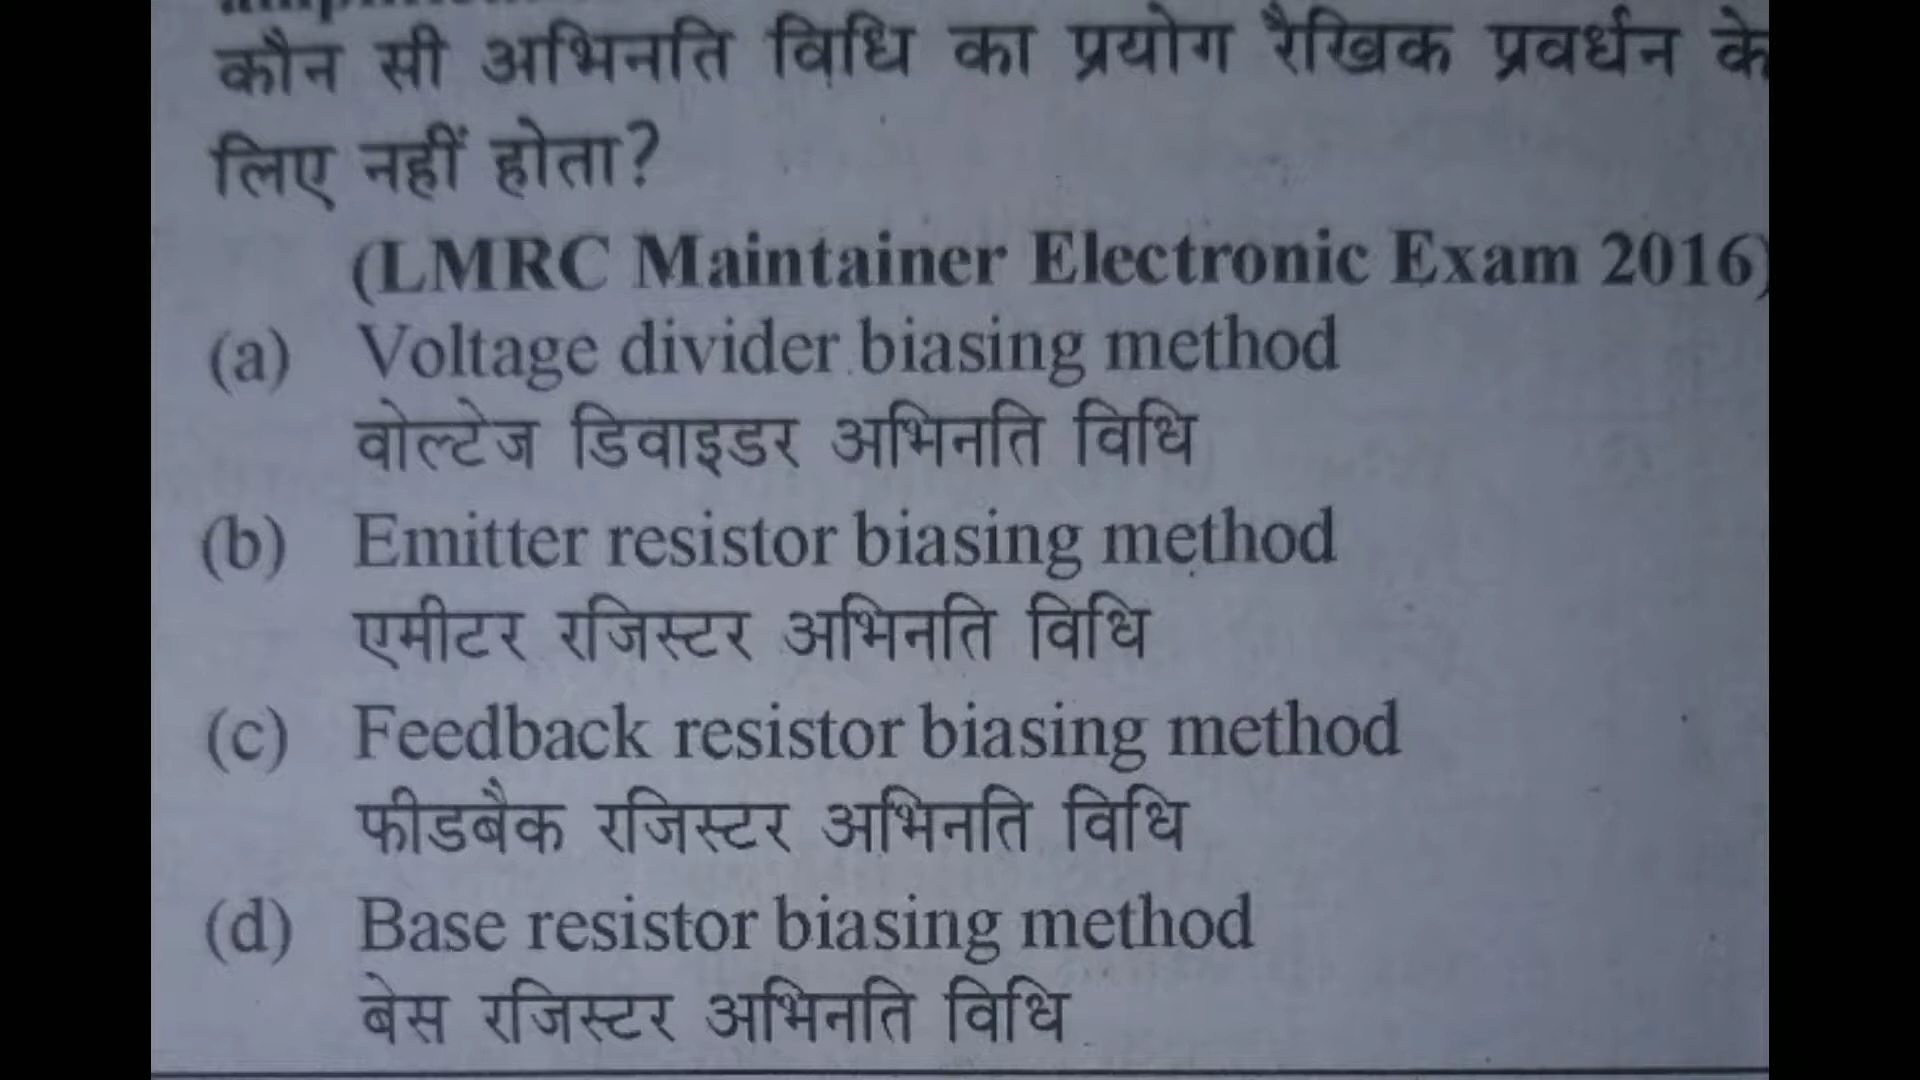 कौन सी अभिनति विधि का प्रयोग रैखिक प्रवर्धन के
लिए नहीं होता?
(LMRC Maintainer Electronic Exam 2016)
(a) Voltage divider biasing method
वोल्टेज डिवाइडर अभिनति विधि
(b) Emitter resistor biasing method
एमीटर रजिस्टर अभिनति विधि
(c) Feedback resistor biasing method
फीडबैक रजिस्टर अभिनति विधि
(d) Base resistor biasing method
बेस रजिस्टर अभिनति विधि